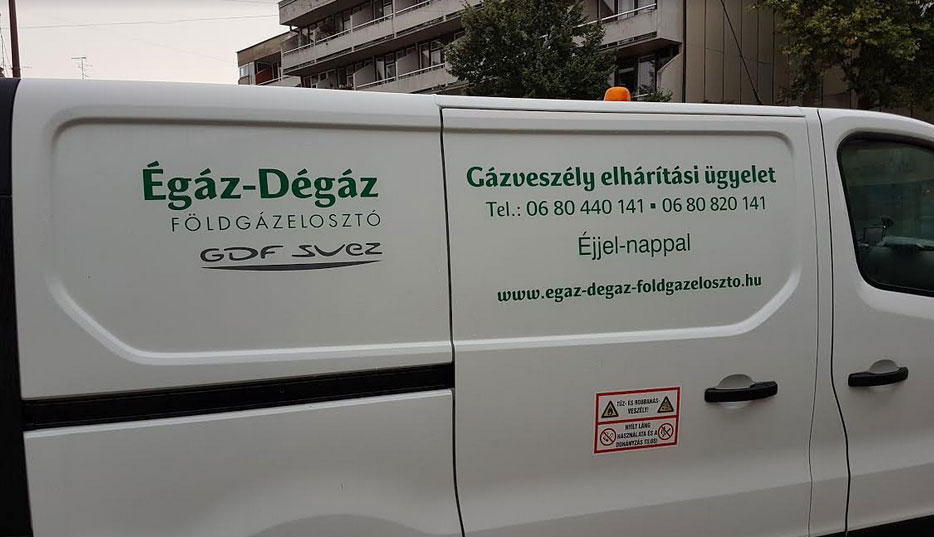 Égáz-Dégáz
FÖLDGÁZELOSZTÓ
GDF SVEZ
Gázveszély elhárítási ügyelet
Tel.: 06 80 440 141 ▪ 06 80 820 141
Éjjel-nappal
www.egaz-degaz-foldgazeloszto.hu
TŰZ- ÉS ROBBANÁS-
VESZÉLY!
NYÍLT LÁNG
HASZNÁLATA ÉS A
DOHÁNYZÁS TILOS!